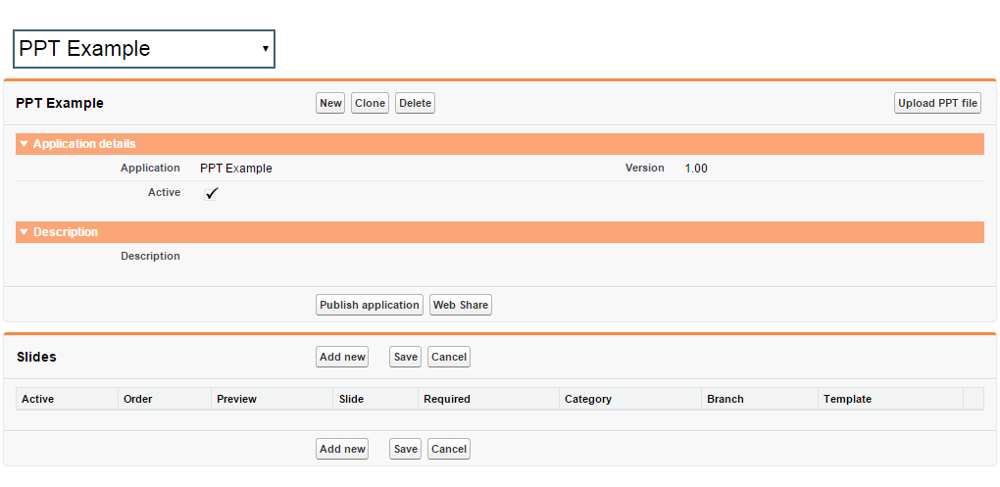 PPT Example
PPT Example New Clone Delete Upload PPT file
Application details
Application PPT Example Version 1.00
Active
Description
Description
Publish application Web Share
Slides Add new Save Cancel
Active Order Preview Slide Required Category Branch Template
Add new Save Cancel